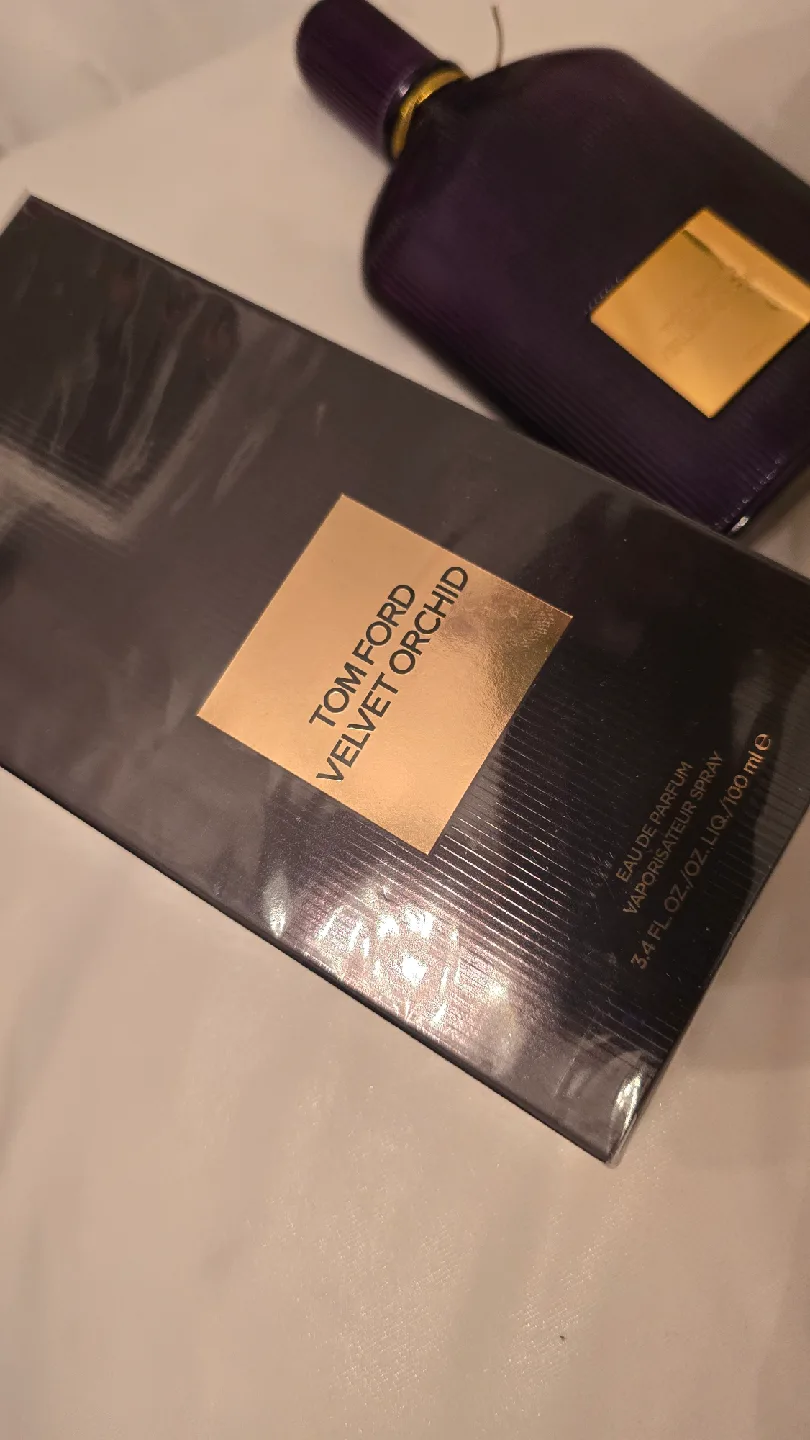 TOM FORD
VELVET ORCHID
EAU DE PARFUM
VAPORISATEUR SPRAY
3.4 FL. OZ./OZ. LIQ./100 ml ℮